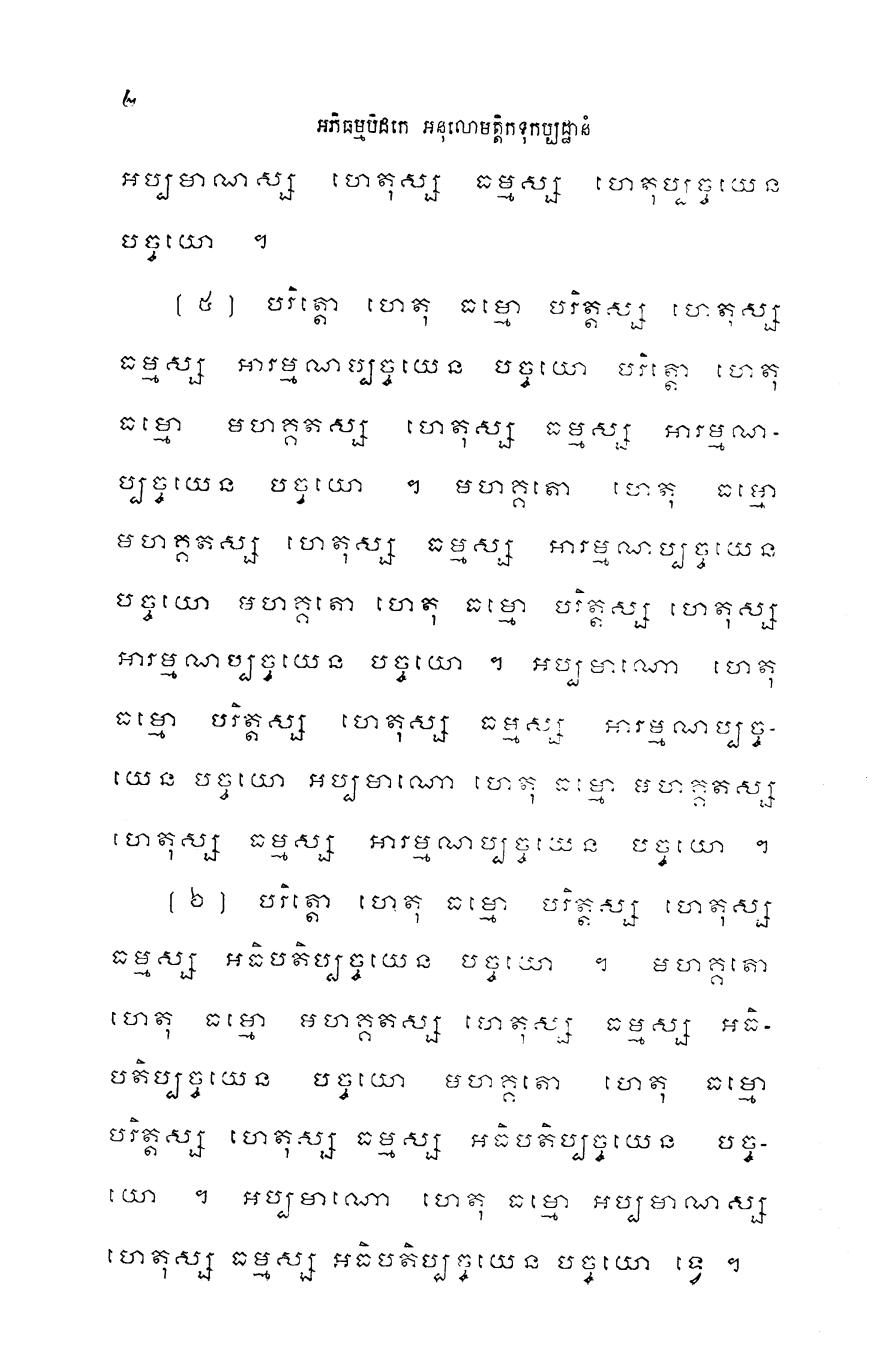 ២
អភិធម្មបិដកេ អនុលោមត្តិកទុកប្បដ្ឋានំ
អប្បមាណស្ស ហេតុស្ស ធម្មស្ស ហេតុប្បច្ចយេន
បច្ចយោ ។
[ ៥ ] បរិត្តោ ហេតុ ធម្មោ បរិត្តស្ស ហេតុស្ស
ធម្មស្ស អារម្មណប្បច្ចយេន បច្ចយោ បរិត្តោ ហេតុ
ធម្មោ មហគ្គតស្ស ហេតុស្ស ធម្មស្ស អារម្មណ-
ប្បច្ចយេន បច្ចយោ ។ មហគ្គតោ ហេតុ ធម្មោ
មហគ្គតស្ស ហេតុស្ស ធម្មស្ស អារម្មណប្បច្ចយេន
បច្ចយោ មហគ្គតោ ហេតុ ធម្មោ បរិត្តស្ស ហេតុស្ស
អារម្មណប្បច្ចយេន បច្ចយោ ។ អប្បមាណោ ហេតុ
ធម្មោ បរិត្តស្ស ហេតុស្ស ធម្មស្ស អារម្មណប្បច្ច-
យេន បច្ចយោ អប្បមាណោ ហេតុ ធម្មោ មហគ្គតស្ស
ហេតុស្ស ធម្មស្ស អារម្មណប្បច្ចយេន បច្ចយោ ។
[ ៦ ] បរិត្តោ ហេតុ ធម្មោ បរិត្តស្ស ហេតុស្ស
ធម្មស្ស អធិបតិប្បច្ចយេន បច្ចយោ ។ មហគ្គតោ
ហេតុ ធម្មោ មហគ្គតស្ស ហេតុស្ស ធម្មស្ស អធិ-
បតិប្បច្ចយេន បច្ចយោ មហគ្គតោ ហេតុ ធម្មោ
បរិត្តស្ស ហេតុស្ស ធម្មស្ស អធិបតិប្បច្ចយេន បច្ច-
យោ ។ អប្បមាណោ ហេតុ ធម្មោ អប្បមាណស្ស
ហេតុស្ស ធម្មស្ស អធិបតិប្បច្ចយេន បច្ចយោ ទ្វេ ។